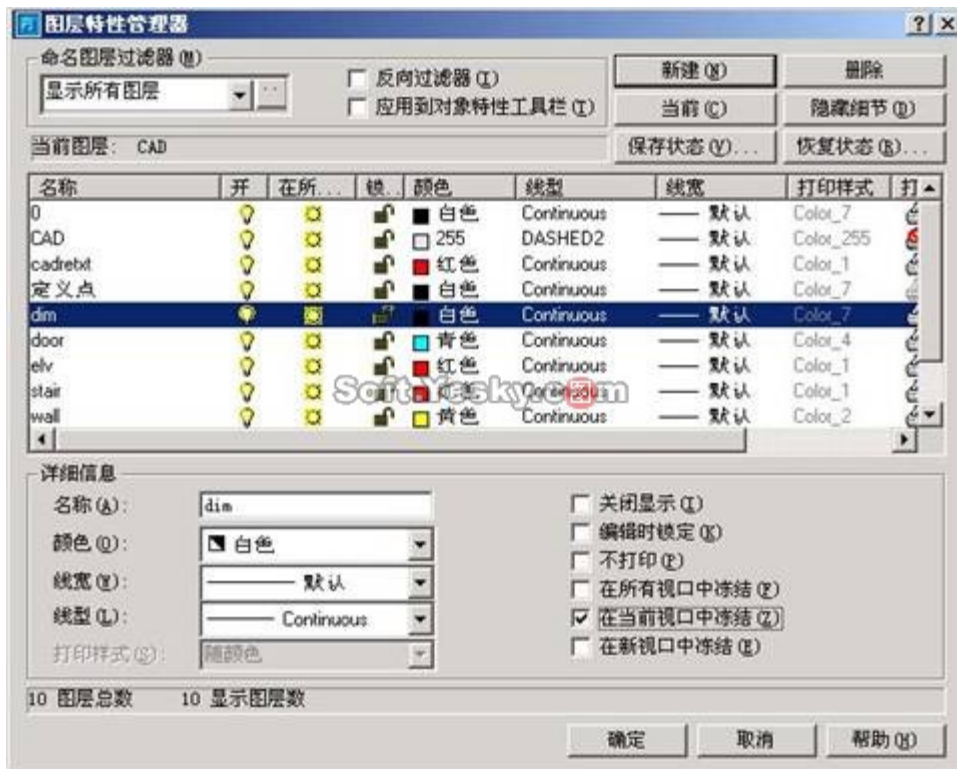 图层特性管理器
命名图层过滤器(M)
显示所有图层
反向过滤器(I)
应用到对象特性工具栏(T)
新建(N)
删除
当前(C)
隐藏细节(D)
当前图层: CAD
保存状态(V)...
恢复状态(R)...
名称 开 在所... 锁.. 颜色 线型 线宽 打印样式 打
0 白色 Continuous 默认 Color_7
CAD 255 DASHED2 默认 Color_255
cadretxt 红色 Continuous 默认 Color_1
定义点 白色 Continuous 默认 Color_7
dim 白色 Continuous 默认 Color_7
door 青色 Continuous 默认 Color_4
elv 红色 Continuous 默认 Color_1
stair 红色 Continuous 默认 Color_1
Soft.Yesky.c图m
wall 黄色 Continuous 默认 Color_2
详细信息
名称(A): dim
颜色(O): 白色
线宽(W): 默认
线型(L): Continuous
打印样式(S): 随颜色
关闭显示(I)
编辑时锁定(K)
不打印(P)
在所有视口中冻结(F)
在当前视口中冻结(Z)
在新视口中冻结(E)
10 图层总数 10 显示图层数
确定
取消
帮助(H)